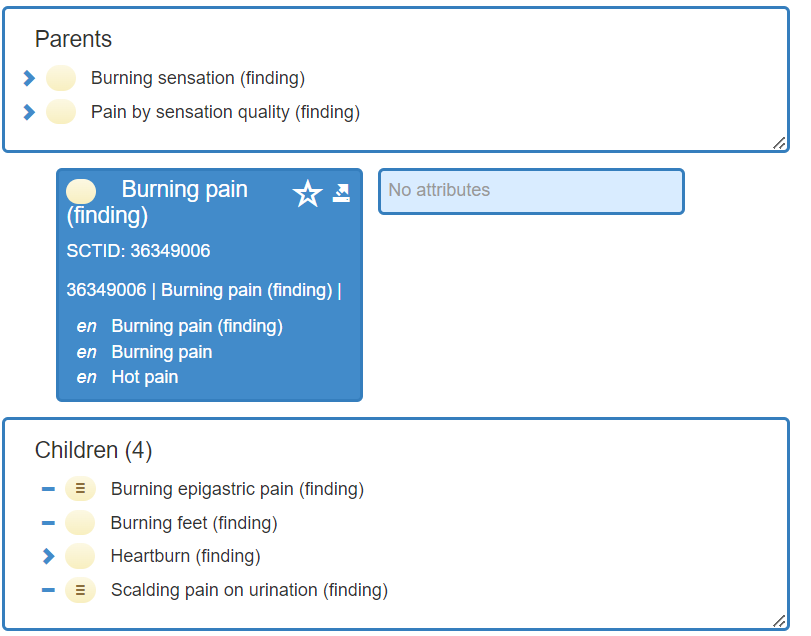 Parents
Burning sensation (finding)
Pain by sensation quality (finding)
Burning pain
(finding)
SCTID: 36349006
36349006 | Burning pain (finding) |
en Burning pain (finding)
en Burning pain
en Hot pain
No attributes
Children (4)
Burning epigastric pain (finding)
Burning feet (finding)
Heartburn (finding)
Scalding pain on urination (finding)